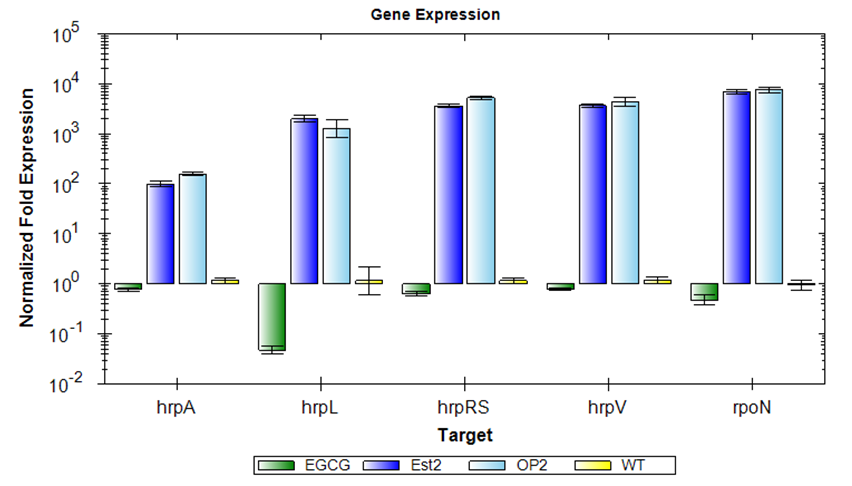 Gene Expression
Normalized Fold Expression
10^5
10^4
10^3
10^2
10^1
10^0
10^-1
10^-2
hrpA hrpL hrpRS hrpV rpoN
Target
EGCG Est2 OP2 WT